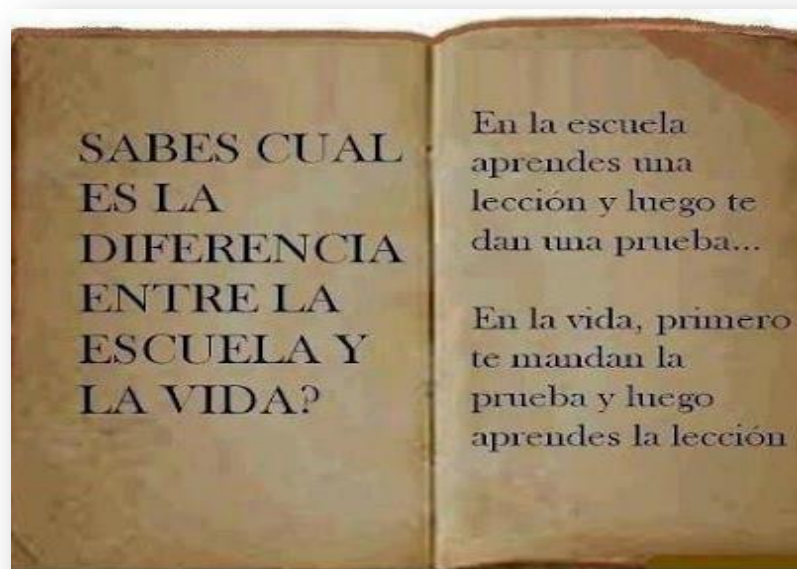 SABES CUAL
ES LA
DIFERENCIA
ENTRE LA
ESCUELA Y
LA VIDA?
En la escuela
aprendes una
lección y luego te
dan una prueba...
En la vida, primero
te mandan la
prueba y luego
aprendes la lección